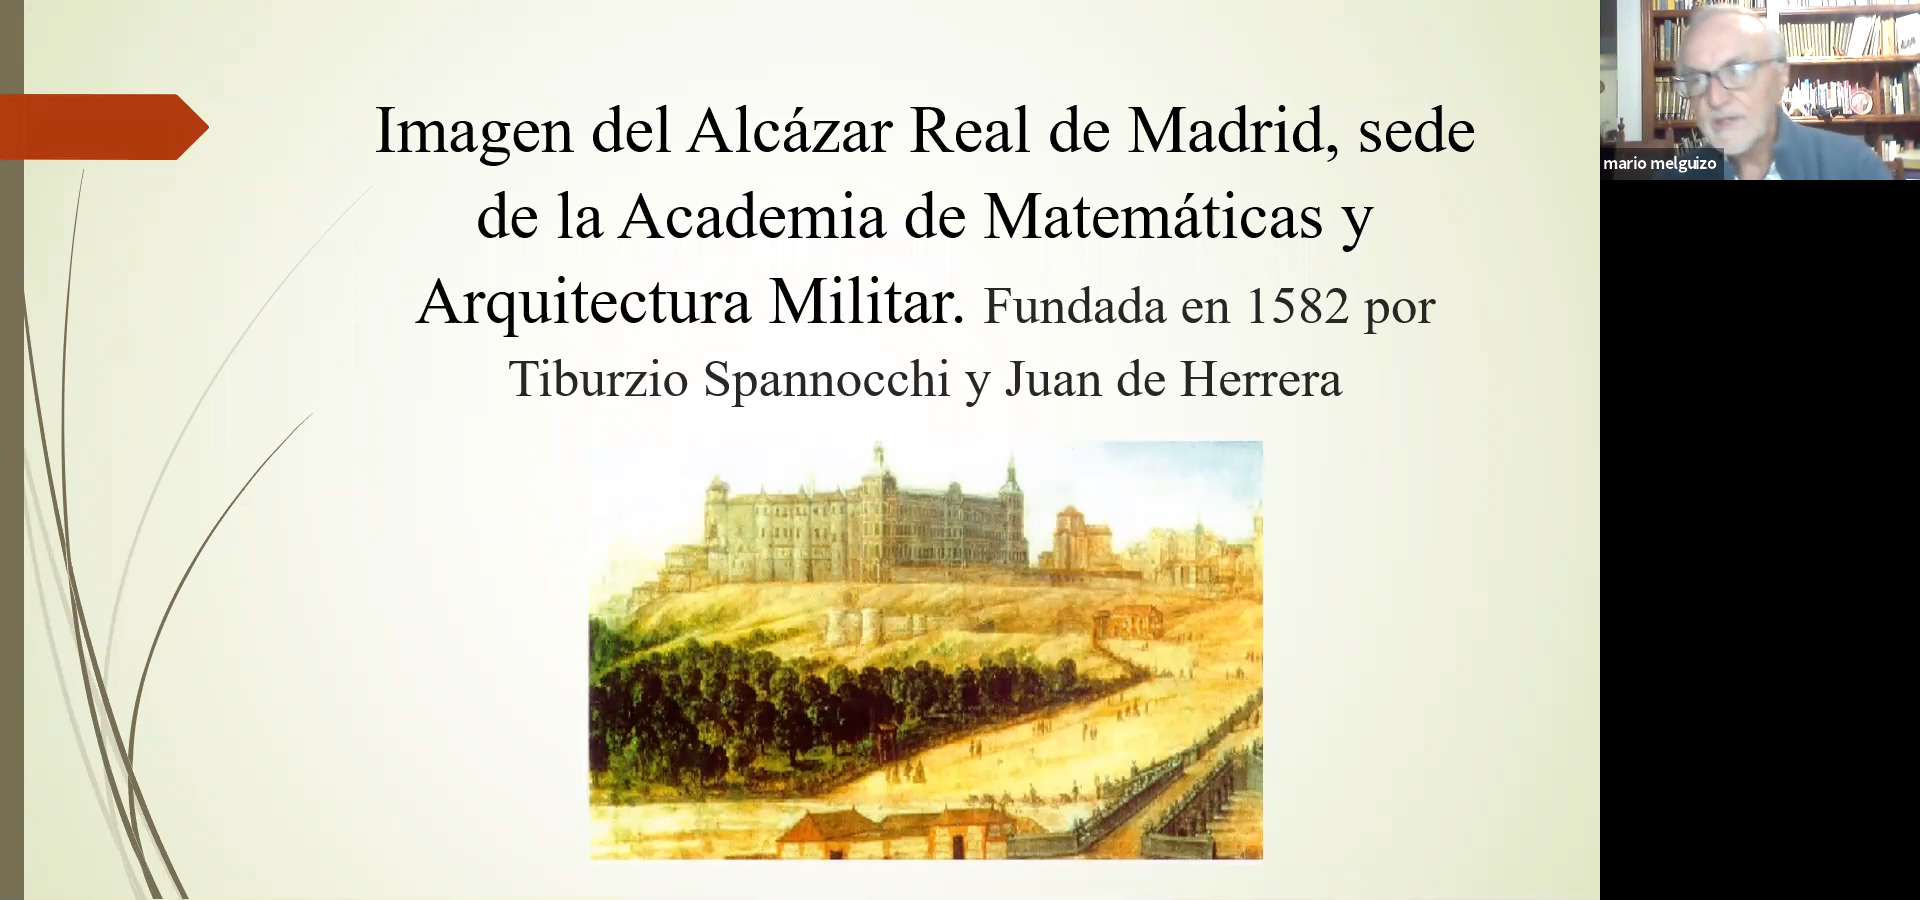 Imagen del Alcázar Real de Madrid, sede
de la Academia de Matemáticas y
Arquitectura Militar. Fundada en 1582 por
Tiburzio Spannocchi y Juan de Herrera
mario melguizo